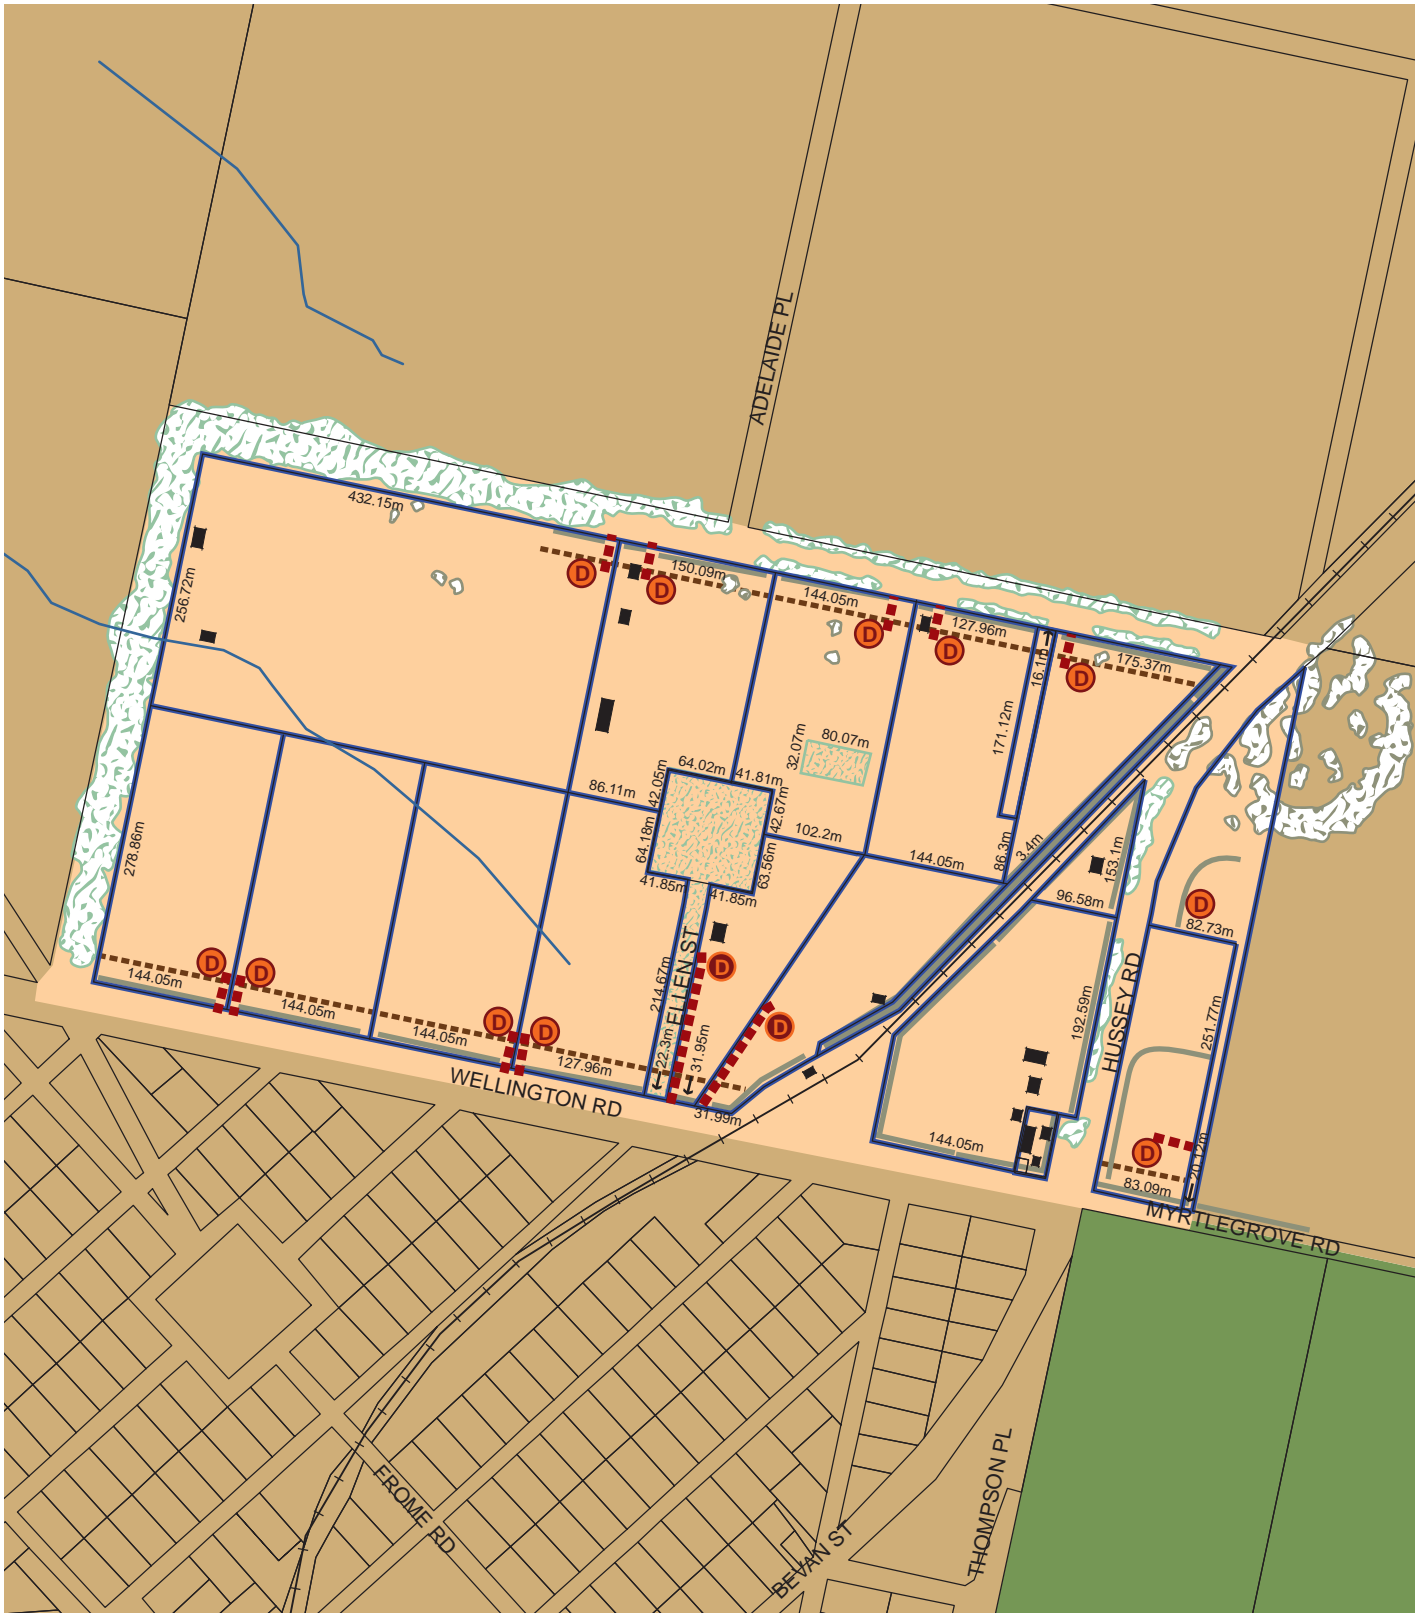 ADELAIDE PL
432.15m
256.72m
D
D
150.09m
144.05m
D
127.96m
D
16.1m
D
175.37m
171.12m
80.07m
32.07m
64.02m
41.81m
42.05m
86.11m
42.67m
64.18m
102.2m
63.56m
144.05m
86.3m
3.4m
153.1m
278.86m
41.85m
41.85m
96.58m
D
82.73m
D
D
D
144.05m
144.05m
214.67m
ELLEN ST
D
D
D
D
144.05m
127.96m
22.3m
31.95m
31.99m
192.59m
HUSSEY RD
251.77m
WELLINGTON RD
144.05m
D
20.12m
83.09m
MYRTLEGROVE RD
FROME RD
BEVAN ST
THOMPSON PL